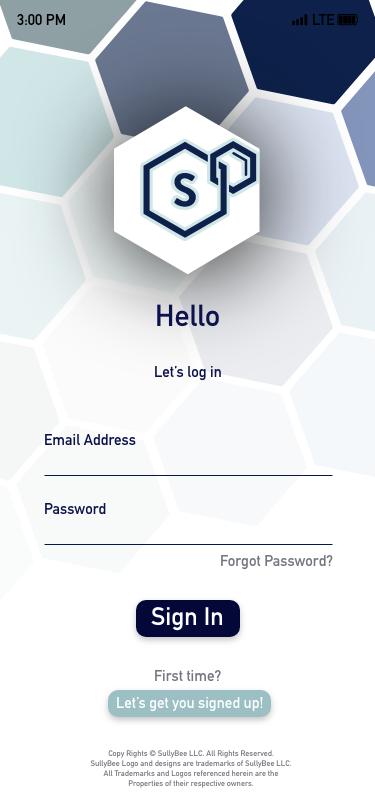 3:00 PM LTE
S
Hello
Let's log in
Email Address
Password
Forgot Password?
Sign In
First time?
Let's get you signed up!
Copy Rights © SullyBee LLC. All Rights Reserved.
SullyBee Logo and designs are trademarks of SullyBee LLC.
All Trademarks and Logos referenced herein are the
Properties of their respective owners.